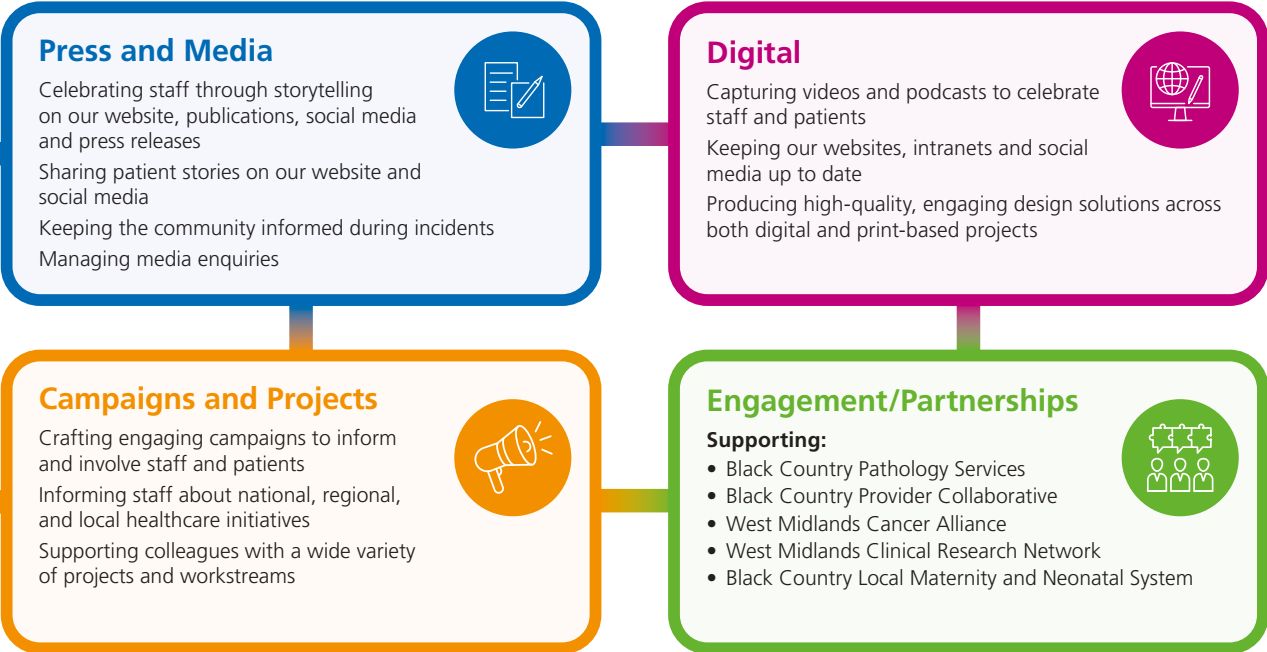 Press and Media
Celebrating staff through storytelling
on our website, publications, social media
and press releases
Sharing patient stories on our website and
social media
Keeping the community informed during incidents
Managing media enquiries
Digital
Capturing videos and podcasts to celebrate
staff and patients
Keeping our websites, intranets and social
media up to date
Producing high-quality, engaging design solutions across
both digital and print-based projects
Campaigns and Projects
Crafting engaging campaigns to inform
and involve staff and patients
Informing staff about national, regional,
and local healthcare initiatives
Supporting colleagues with a wide variety
of projects and workstreams
Engagement/Partnerships
Supporting:
• Black Country Pathology Services
• Black Country Provider Collaborative
• West Midlands Cancer Alliance
• West Midlands Clinical Research Network
• Black Country Local Maternity and Neonatal System